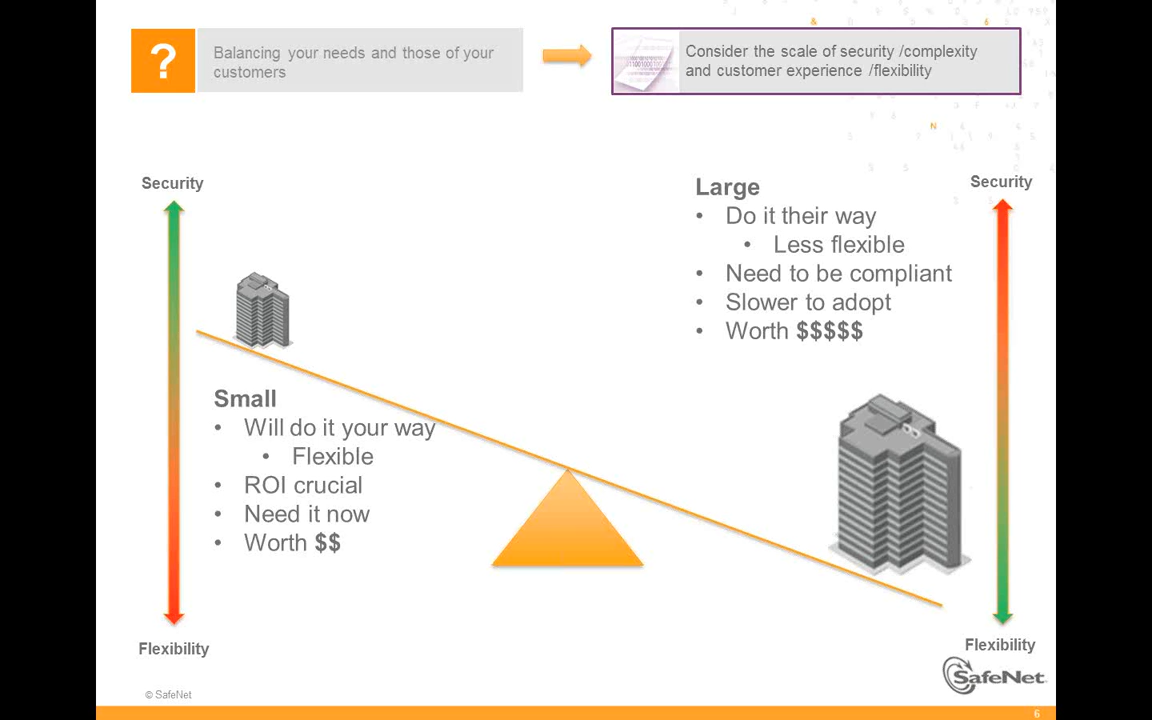 ?
Balancing your needs and those of your
customers
Consider the scale of security /complexity
and customer experience /flexibility
Security
Small
• Will do it your way
• Flexible
• ROI crucial
• Need it now
• Worth $$
Flexibility
Large
• Do it their way
• Less flexible
• Need to be compliant
• Slower to adopt
• Worth $$$$$
Security
Flexibility
SafeNet
© SafeNet
6